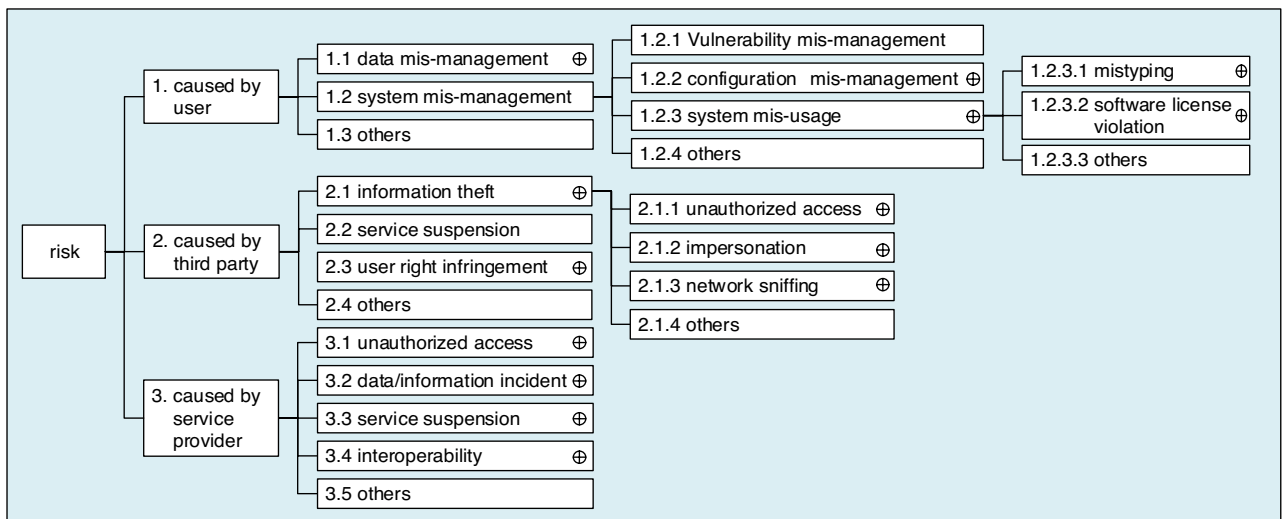 risk
1. caused by
user
1.1 data mis-management ⊕
1.2 system mis-management
1.2.1 Vulnerability mis-management
1.2.2 configuration mis-management ⊕
1.2.3 system mis-usage ⊕
1.2.3.1 mistyping ⊕
1.2.3.2 software license ⊕
violation
1.2.3.3 others
1.2.4 others
1.3 others
2. caused by
third party
2.1 information theft ⊕
2.1.1 unauthorized access ⊕
2.1.2 impersonation ⊕
2.1.3 network sniffing ⊕
2.1.4 others
2.2 service suspension
2.3 user right infringement ⊕
2.4 others
3. caused by
service
provider
3.1 unauthorized access ⊕
3.2 data/information incident ⊕
3.3 service suspension ⊕
3.4 interoperability ⊕
3.5 others